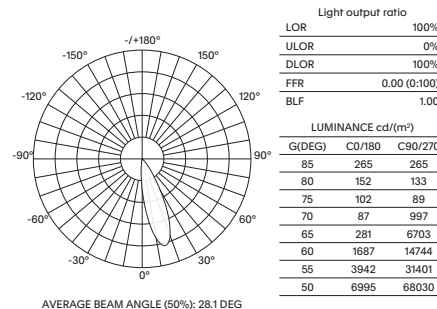 -/+180°
-150°
150°
-120°
120°
-90°
90°
-60°
60°
-30°
30°
0°
AVERAGE BEAM ANGLE (50%): 28.1 DEG
Light output ratio
LOR 100%
ULOR 0%
DLOR 100%
FFR 0.00 (0:100)
BLF 1.00
LUMINANCE cd/(m²)
G(DEG) C0/180 C90/270
85 265 265
80 152 133
75 102 89
70 87 997
65 281 6703
60 1687 14744
55 3942 31401
50 6995 68030